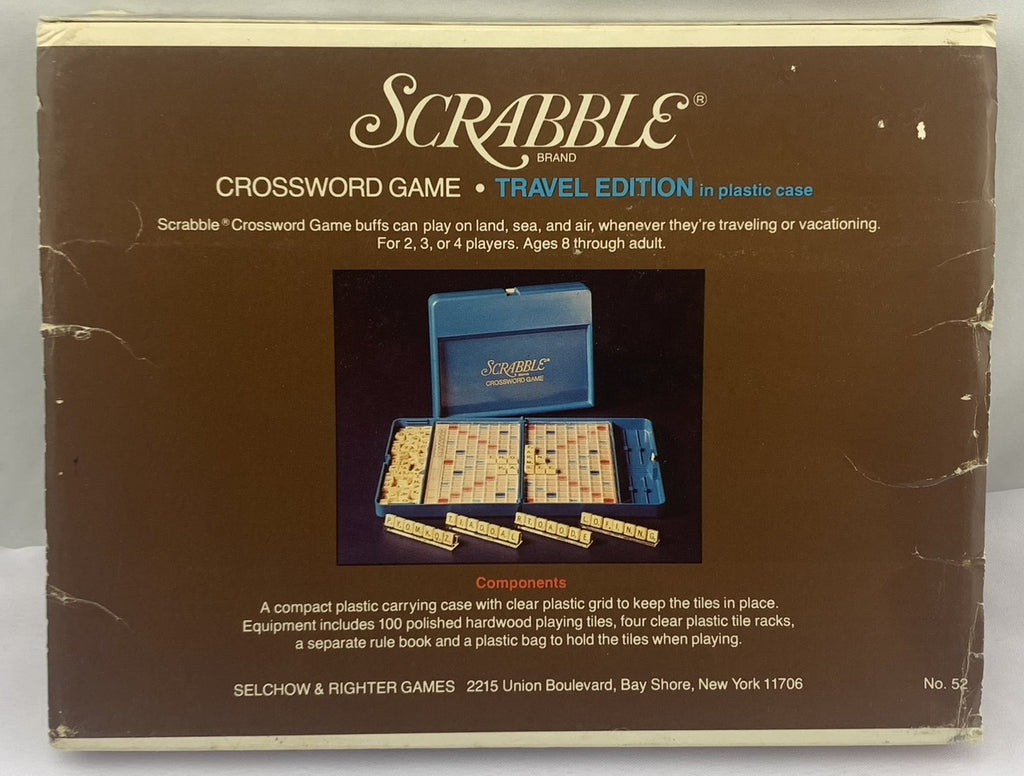 SCRABBLE®
BRAND
CROSSWORD GAME • TRAVEL EDITION in plastic case
Scrabble® Crossword Game buffs can play on land, sea, and air, whenever they're traveling or vacationing.
For 2, 3, or 4 players. Ages 8 through adult.
SCRABBLE®
CROSSWORD GAME
Components
A compact plastic carrying case with clear plastic grid to keep the tiles in place.
Equipment includes 100 polished hardwood playing tiles, four clear plastic tile racks,
a separate rule book and a plastic bag to hold the tiles when playing.
SELCHOW & RIGHTER GAMES 2215 Union Boulevard, Bay Shore, New York 11706 No. 52